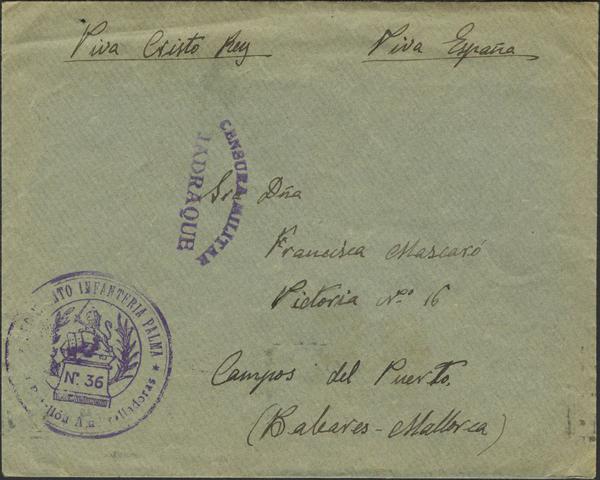 Viva Cristo Rey
Viva España
CENSURA MILITAR
JADRAQUE
Sra Dña
Francisca Mascaró
Victoria Nº 16
Campos del Puerto.
(Baleares-Mallorca)
INFANTERIA PALMA
Nº. 36